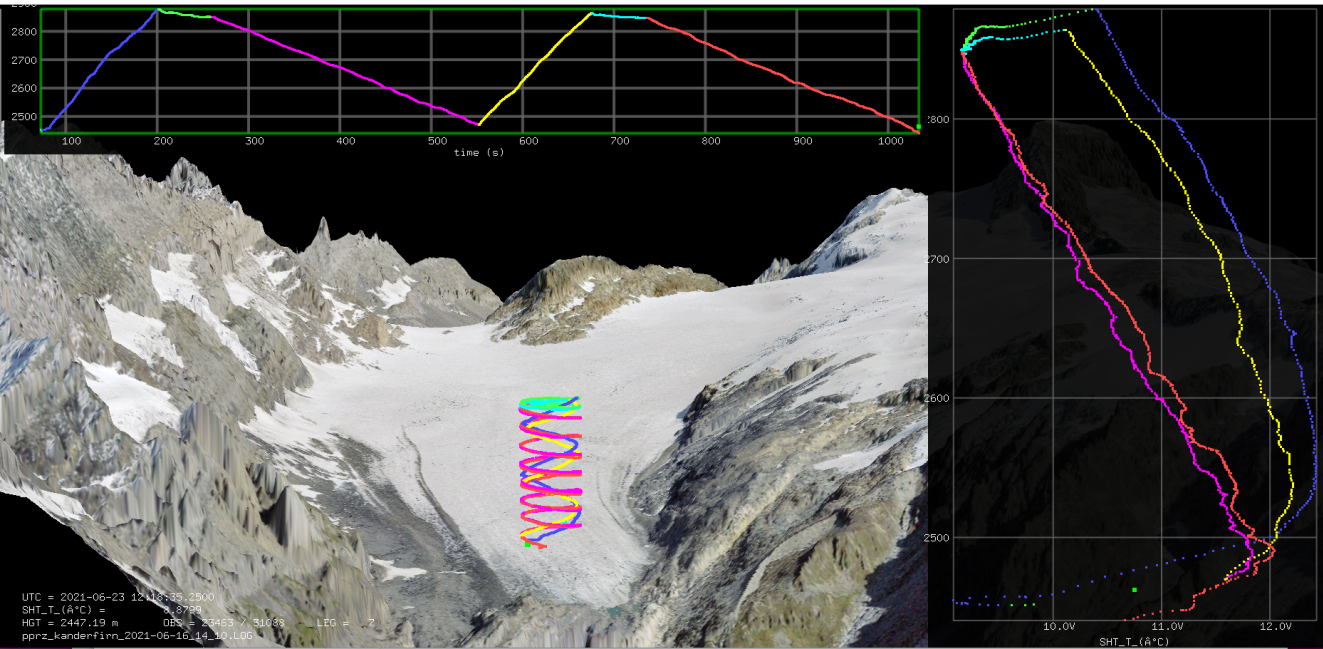 2800
2700
2600
2500
100 200 300 400 500 600 700 800 900 1000
time (s)
2800
2700
2600
2500
10.0V 11.0V 12.0V
SHT_T_(Â°C)
UTC = 2021-06-23 12:18:35.2500
SHT_T_(Â°C) = 8.8799
HGT = 2447.19 m OBS = 23463 / 31088 LEG = 7
pprz_kanderfirn_2021-06-16_14_10.LOG